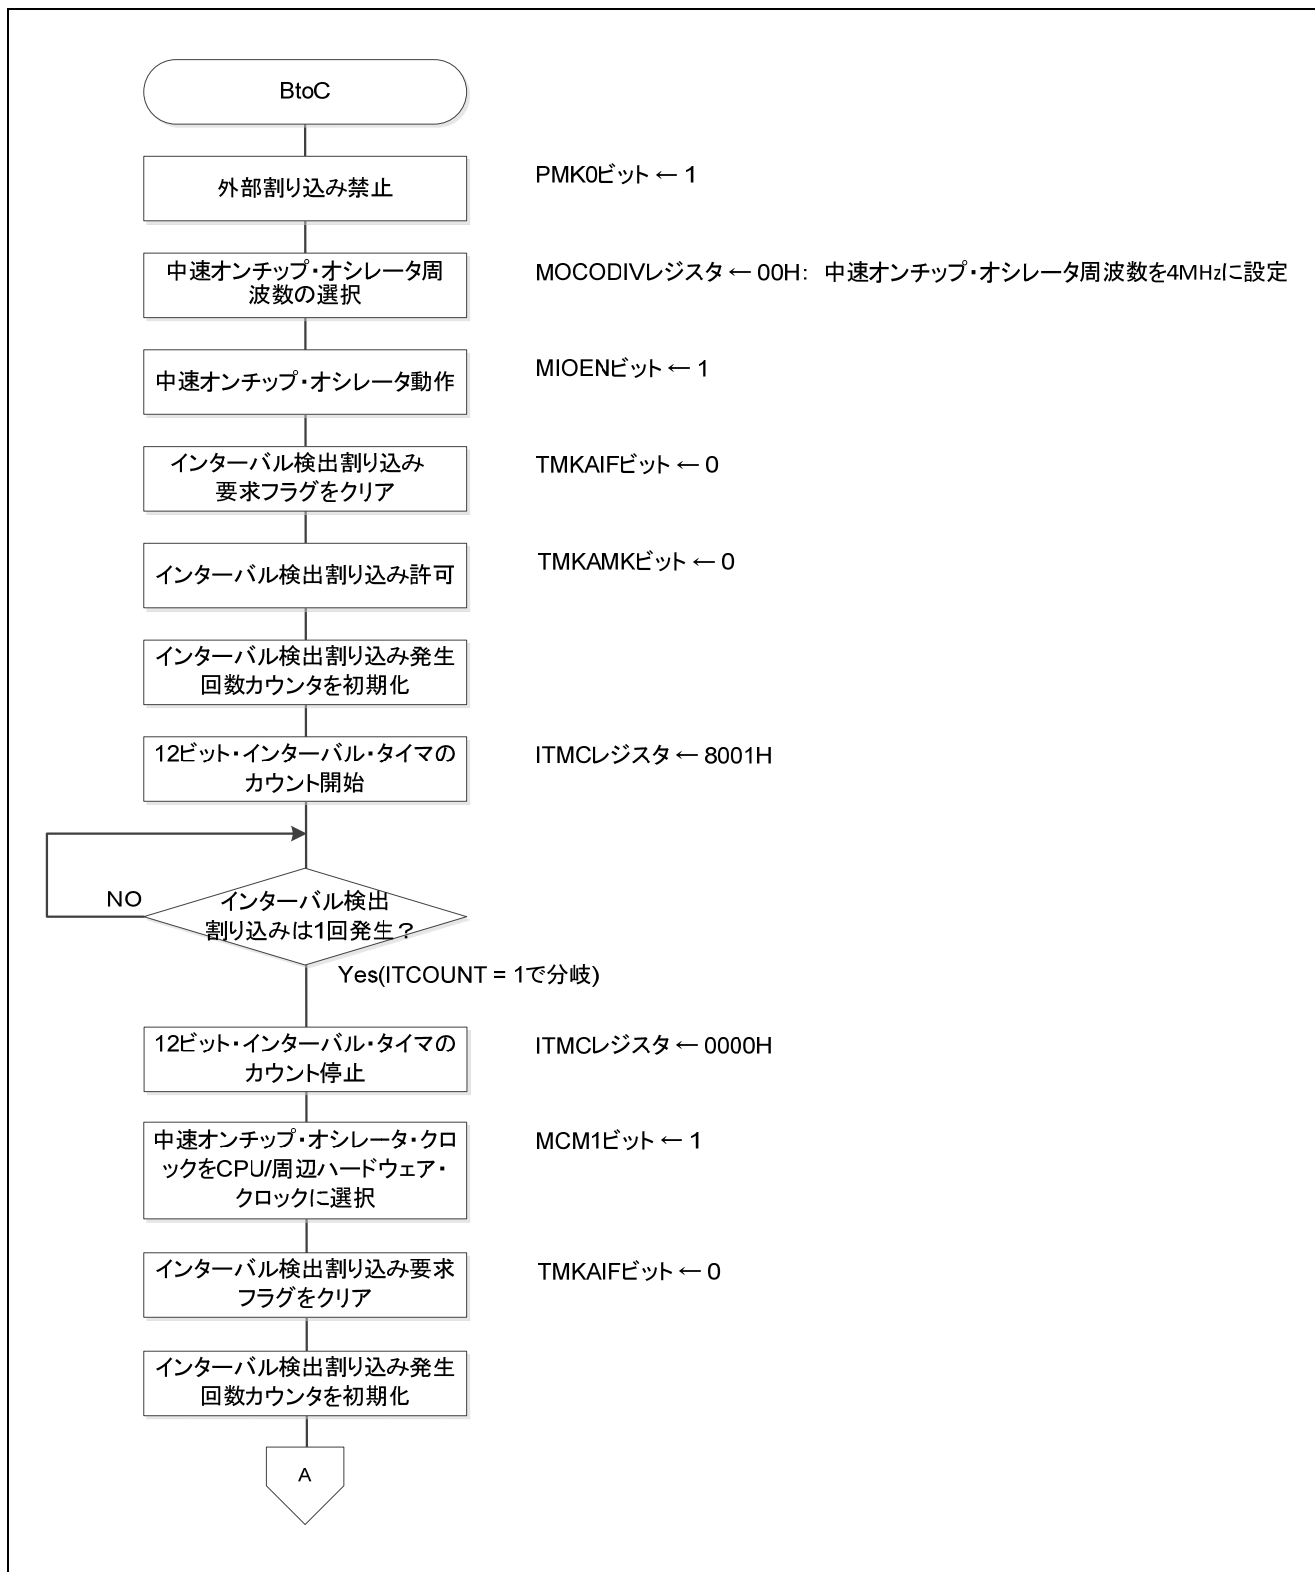 BtoC
外部割り込み禁止
PMK0ビット ← 1
中速オンチップ・オシレータ周
波数の選択
MOCODIVレジスタ ← 00H: 中速オンチップ・オシレータ周波数を4MHzに設定
中速オンチップ・オシレータ動作
MIOENビット ← 1
インターバル検出割り込み
要求フラグをクリア
TMKAIFビット ← 0
インターバル検出割り込み許可
TMKAMKビット ← 0
インターバル検出割り込み発生
回数カウンタを初期化
12ビット・インターバル・タイマの
カウント開始
ITMCレジスタ ← 8001H
NO
インターバル検出
割り込みは1回発生？
Yes(ITCOUNT = 1で分岐)
12ビット・インターバル・タイマの
カウント停止
ITMCレジスタ ← 0000H
中速オンチップ・オシレータ・クロ
ックをCPU/周辺ハードウェア・
クロックに選択
MCM1ビット ← 1
インターバル検出割り込み要求
フラグをクリア
TMKAIFビット ← 0
インターバル検出割り込み発生
回数カウンタを初期化
A